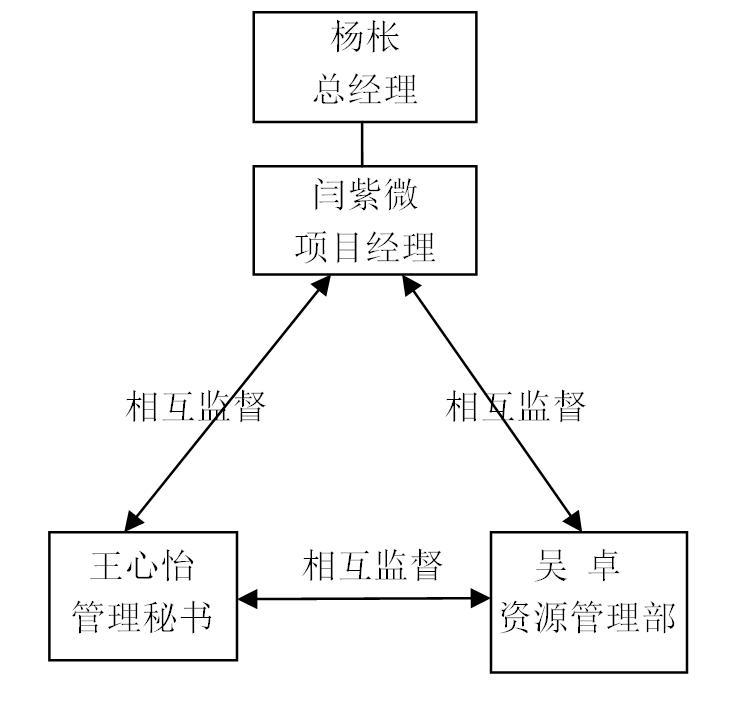 杨枨
总经理
闫紫微
项目经理
相互监督
相互监督
王心怡
管理秘书
相互监督
吴 卓
资源管理部